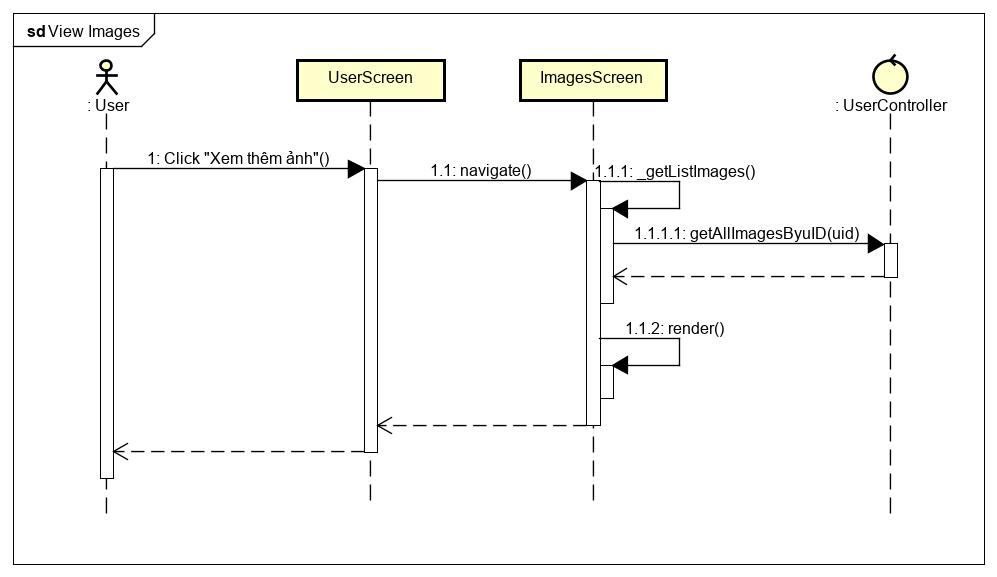 sd View Images
: User
UserScreen
ImagesScreen
: UserController
1: Click "Xem thêm ảnh"()
1.1: navigate()
1.1.1: _getListImages()
1.1.1.1: getAllImagesByuID(uid)
1.1.2: render()